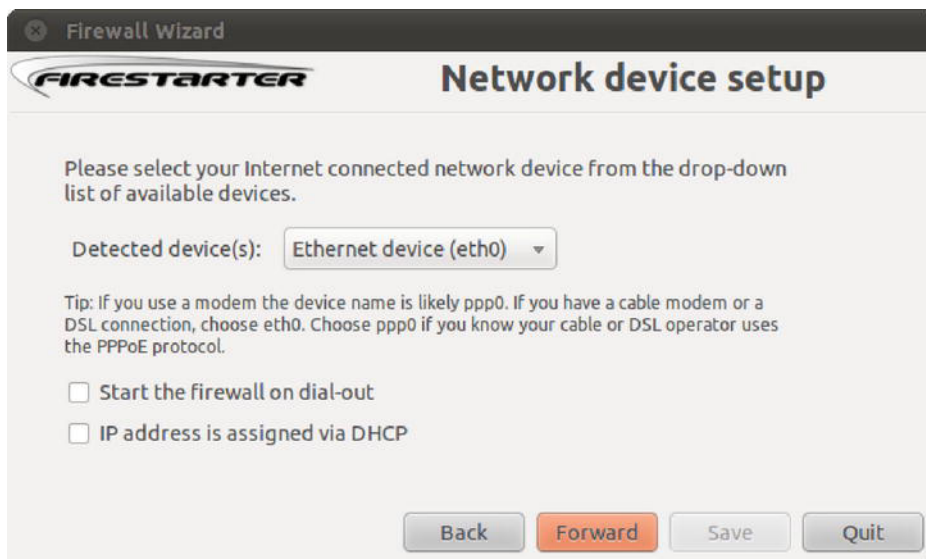 Firewall Wizard
FIRESTARTER
Network device setup
Please select your Internet connected network device from the drop-down
list of available devices.
Detected device(s): Ethernet device (eth0)
Tip: If you use a modem the device name is likely ppp0. If you have a cable modem or a
DSL connection, choose eth0. Choose ppp0 if you know your cable or DSL operator uses
the PPPoE protocol.
Start the firewall on dial-out
IP address is assigned via DHCP
Back Forward Save Quit